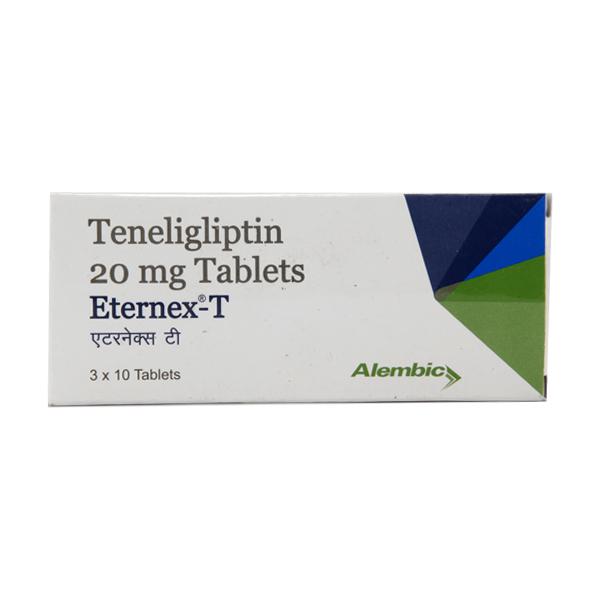 Teneligliptin
20 mg Tablets
Eternex®-T
एटरनेक्स टी
3 x 10 Tablets
Alembic